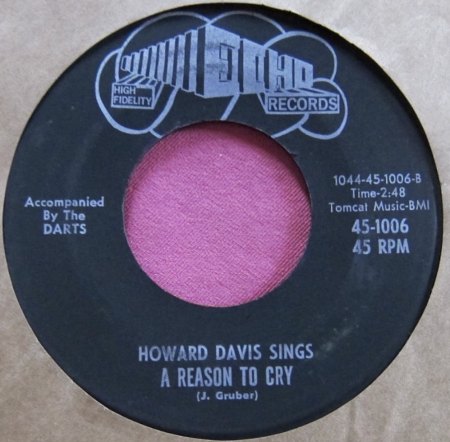 ECHO
HIGH
FIDELITY
RECORDS
Accompanied
By The
DARTS
1044-45-1006-B
Time-2:48
Tomcat Music-BMI
45-1006
45 RPM
HOWARD DAVIS SINGS
A REASON TO CRY
(J. Gruber)